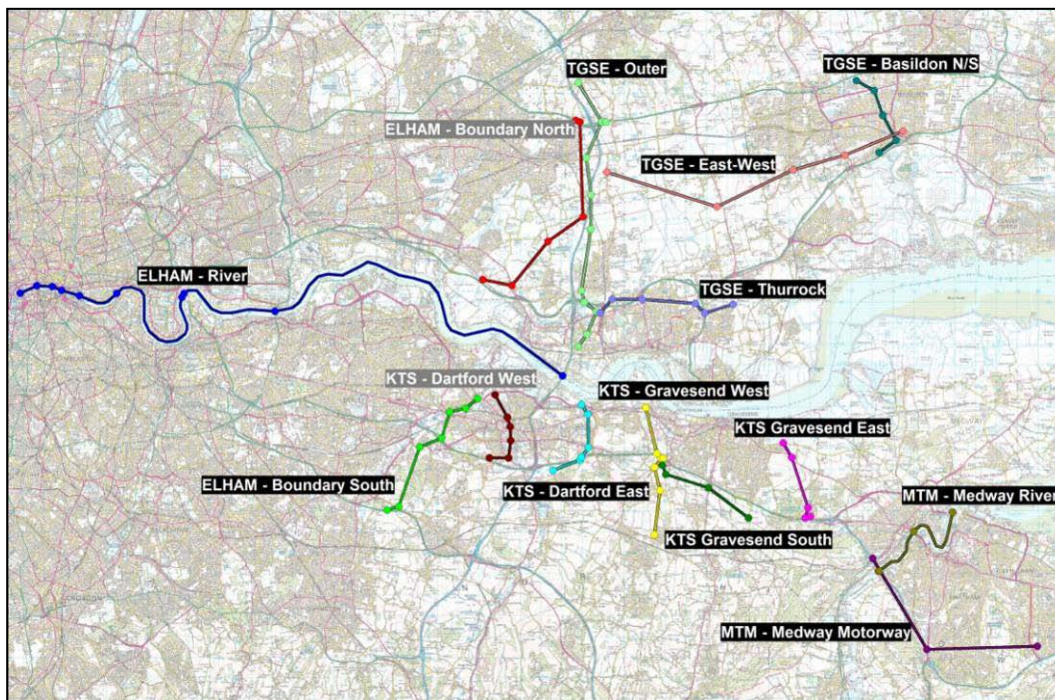 TGSE - Outer
TGSE - Basildon N/S
ELHAM - Boundary North
TGSE - East-West
ELHAM - River
TGSE - Thurrock
KTS - Dartford West
KTS - Gravesend West
KTS Gravesend East
ELHAM - Boundary South
KTS - Dartford East
MTM - Medway River
KTS Gravesend South
MTM - Medway Motorway